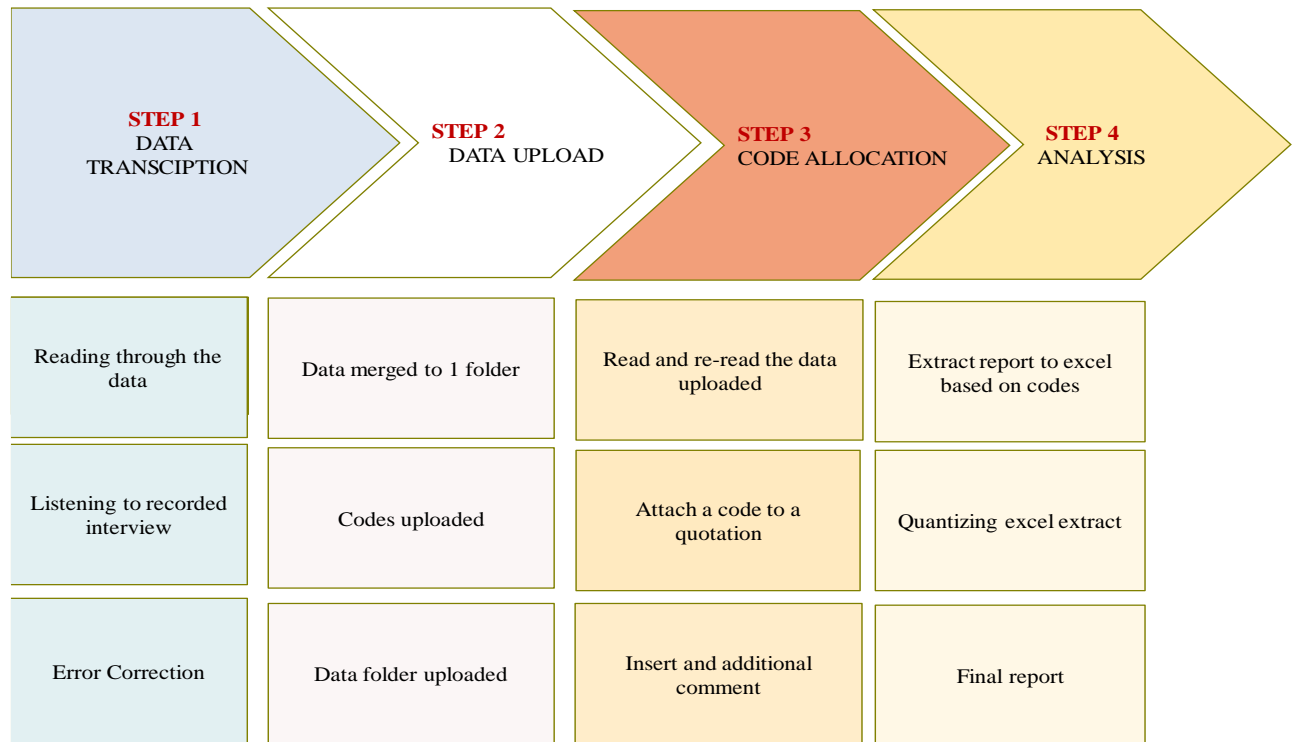 STEP 1
DATA
TRANSCIPTION
STEP 2
DATA UPLOAD
STEP 3
CODE ALLOCATION
STEP 4
ANALYSIS
Reading through the
data
Data merged to 1 folder
Read and re-read the data
uploaded
Extract report to excel
based on codes
Listening to recorded
interview
Codes uploaded
Attach a code to a
quotation
Quantizing excel extract
Error Correction
Data folder uploaded
Insert and additional
comment
Final report